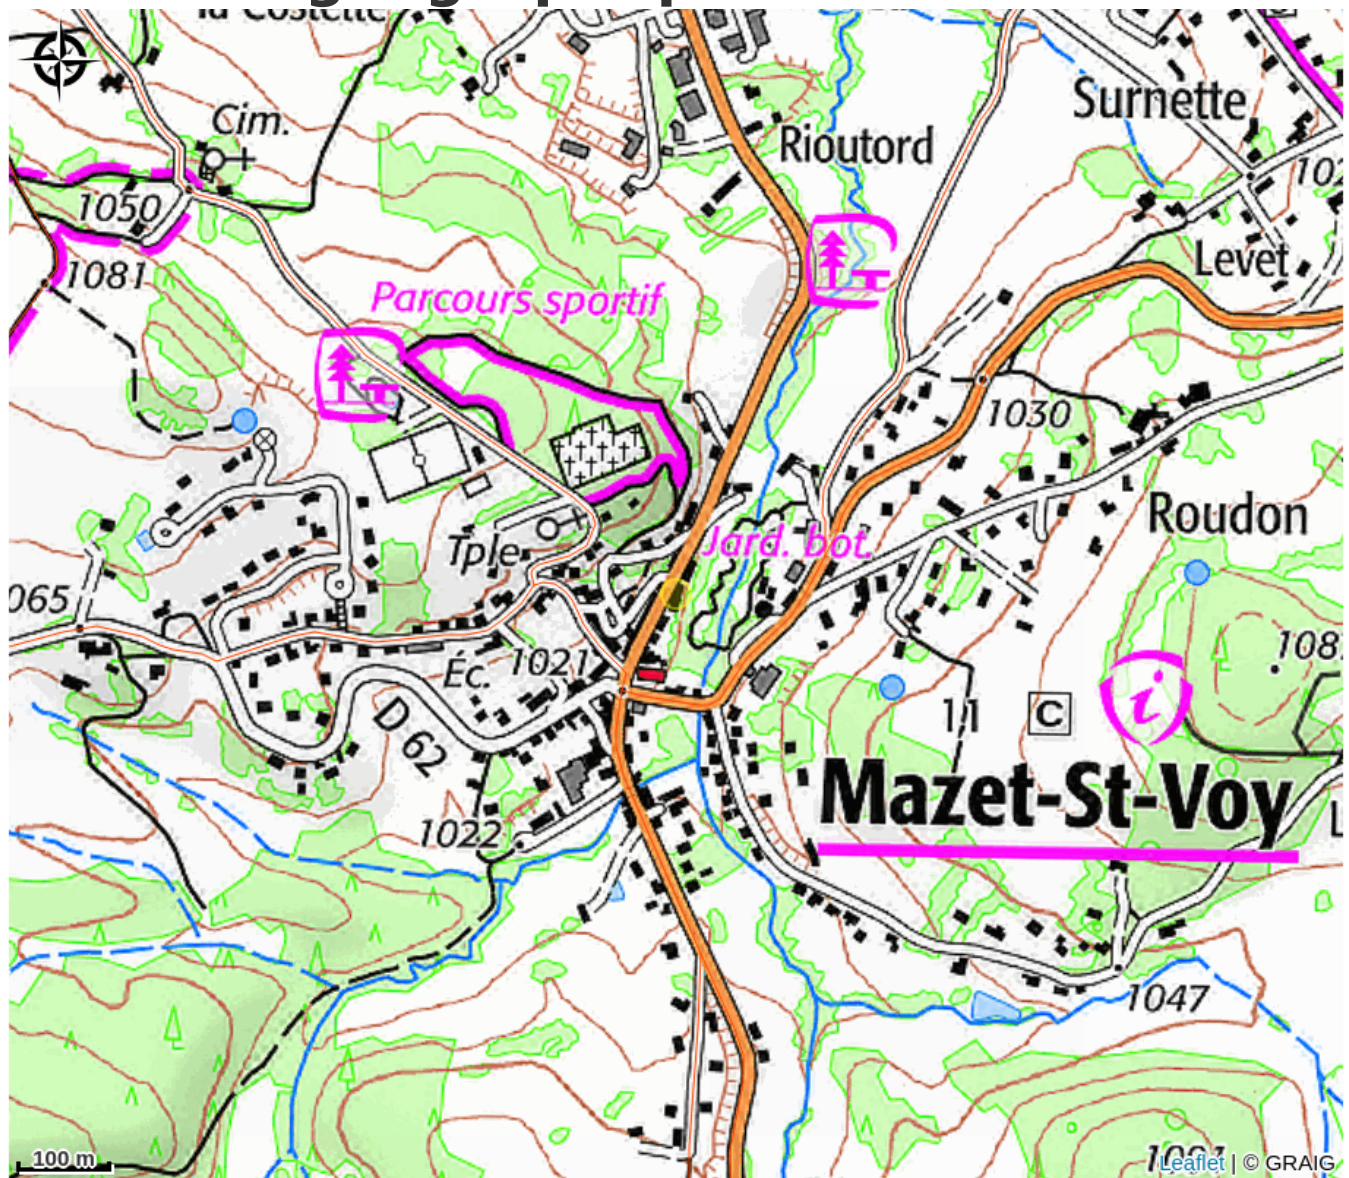 Cim.
Surnette
Rioutord
1050
1081
Levet
Parcours sportif
1030
Roudon
Jard. bot.
Tple
065
Éc.
1021
D 62
11
C
i
Mazet-St-Voy
1022
1047
100 m
Leaflet | © GRAIG